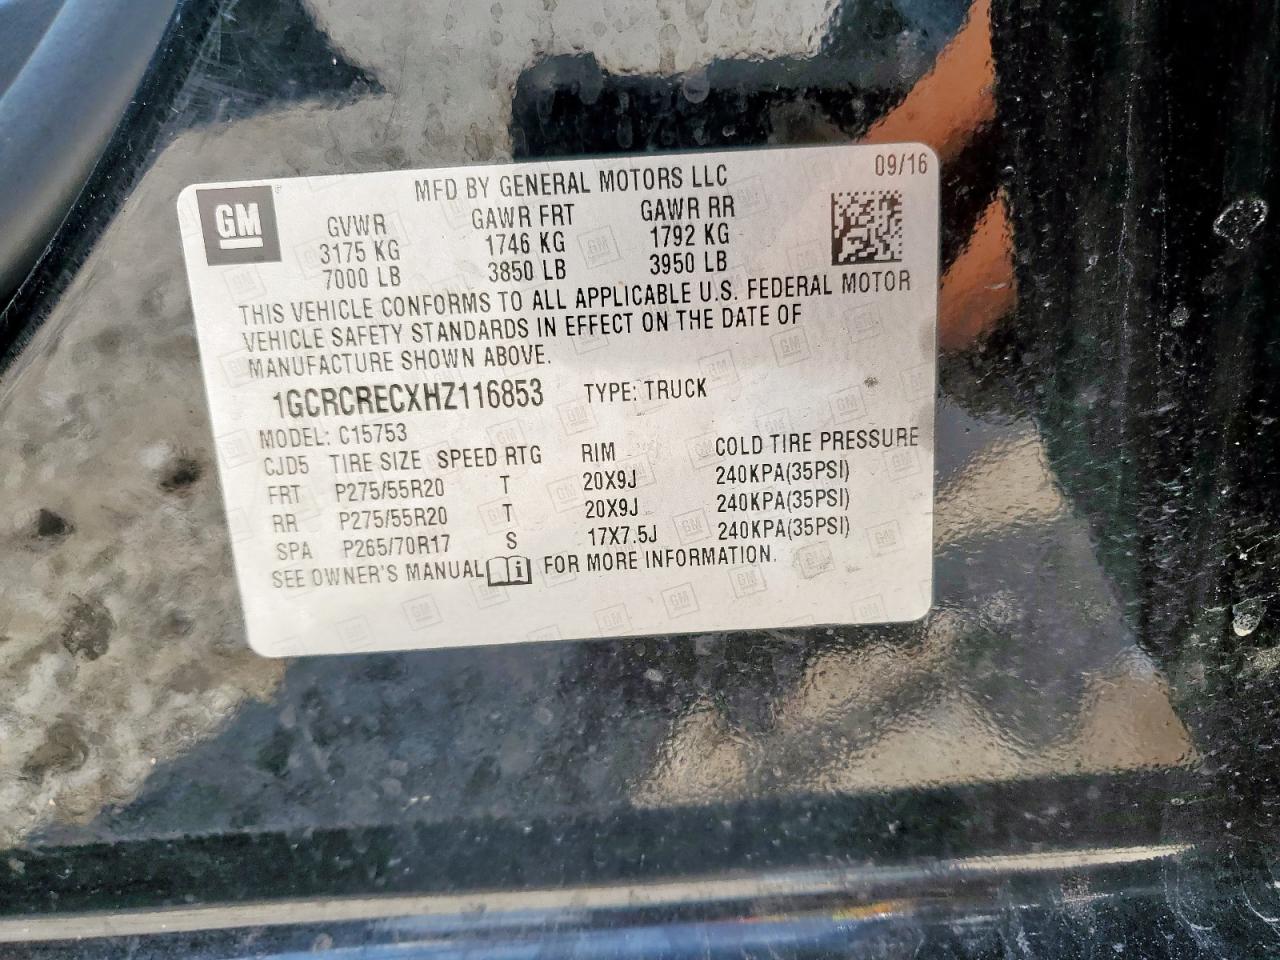 09/16
GM MFD BY GENERAL MOTORS LLC
GVWR GAWR FRT GAWR RR
3175 KG 1746 KG 1792 KG
7000 LB 3850 LB 3950 LB
THIS VEHICLE CONFORMS TO ALL APPLICABLE U.S. FEDERAL MOTOR
VEHICLE SAFETY STANDARDS IN EFFECT ON THE DATE OF
MANUFACTURE SHOWN ABOVE.
1GCRCRECXHZ116853 TYPE: TRUCK
MODEL: C15753
CJD5 TIRE SIZE SPEED RTG RIM COLD TIRE PRESSURE
FRT P275/55R20 T 20X9J 240KPA(35PSI)
RR P275/55R20 T 20X9J 240KPA(35PSI)
SPA P265/70R17 S 17X7.5J 240KPA(35PSI)
SEE OWNER'S MANUAL i FOR MORE INFORMATION.